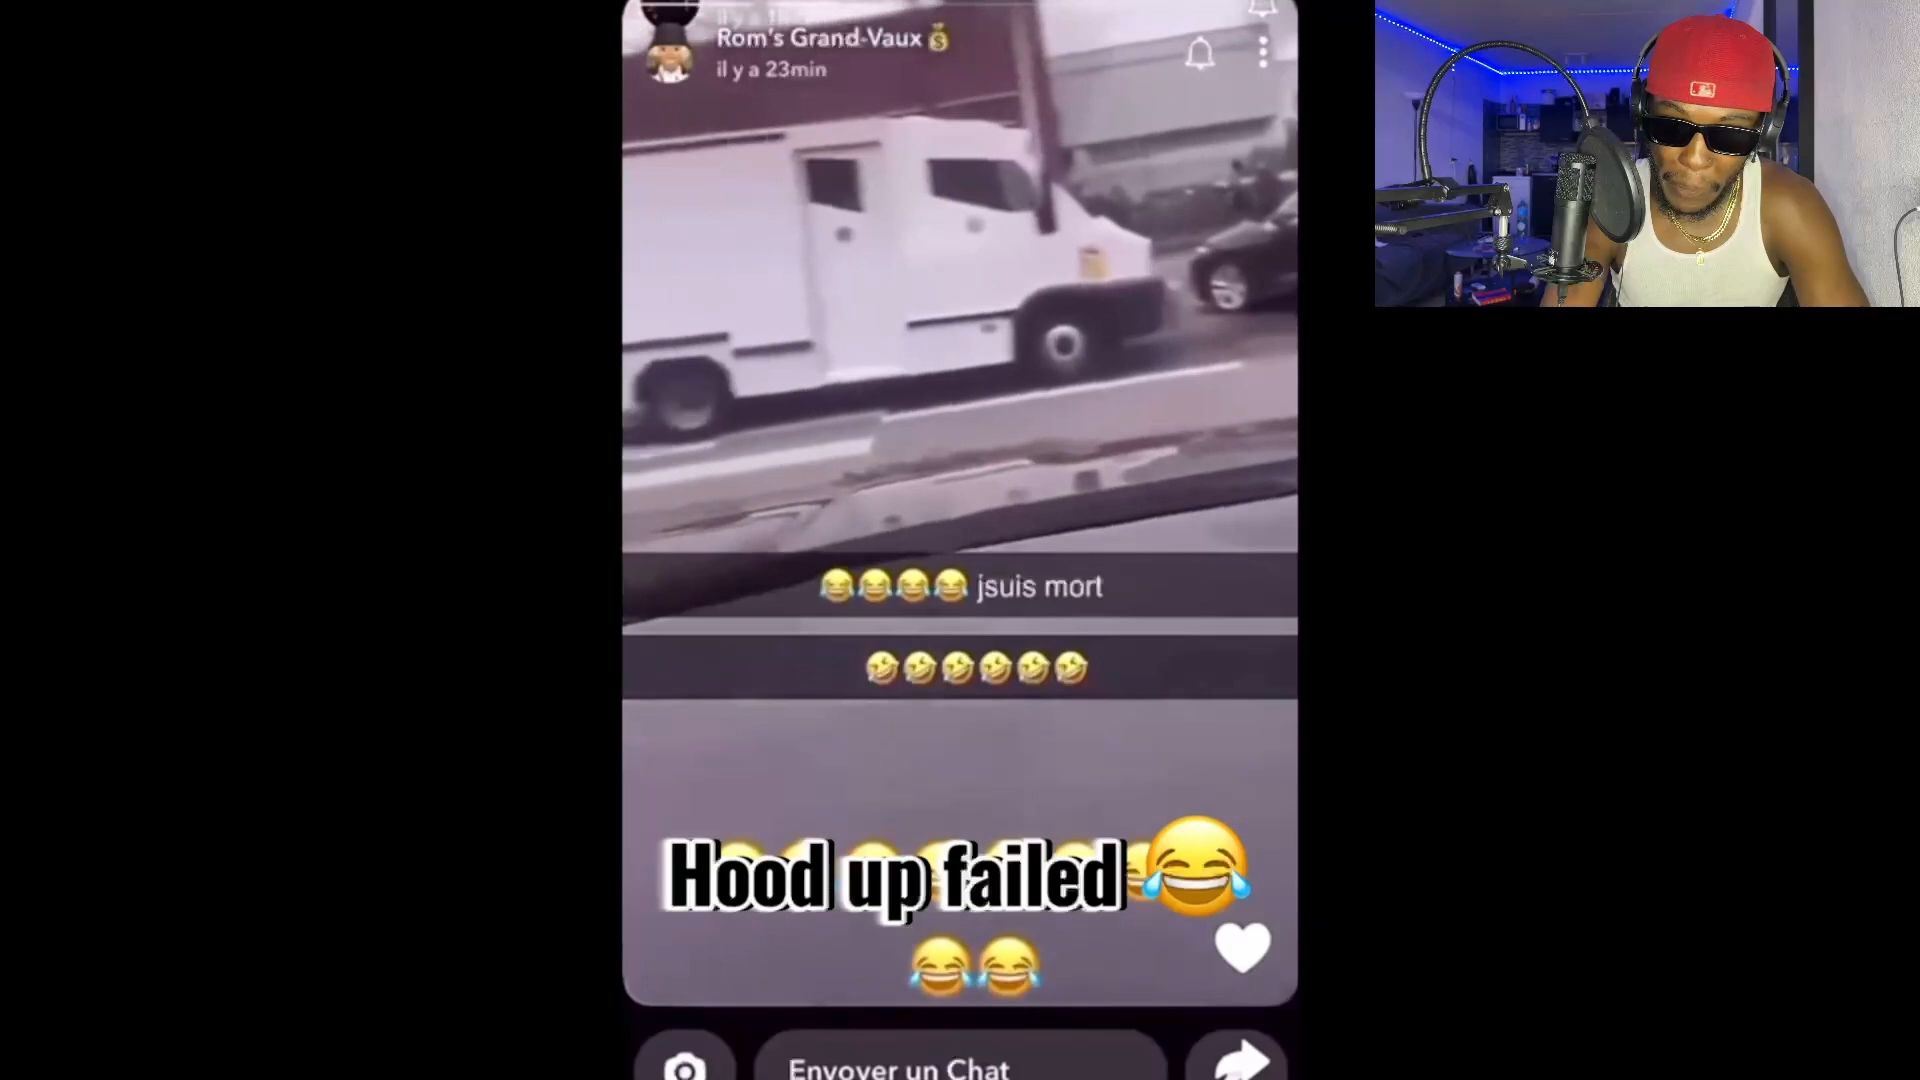 Rom's Grand-Vaux
il y a 23min
😂😂😂😂 jsuis mort
🤣🤣🤣🤣🤣🤣
Hood up failed 😂
😂😂
Envoyer un Chat